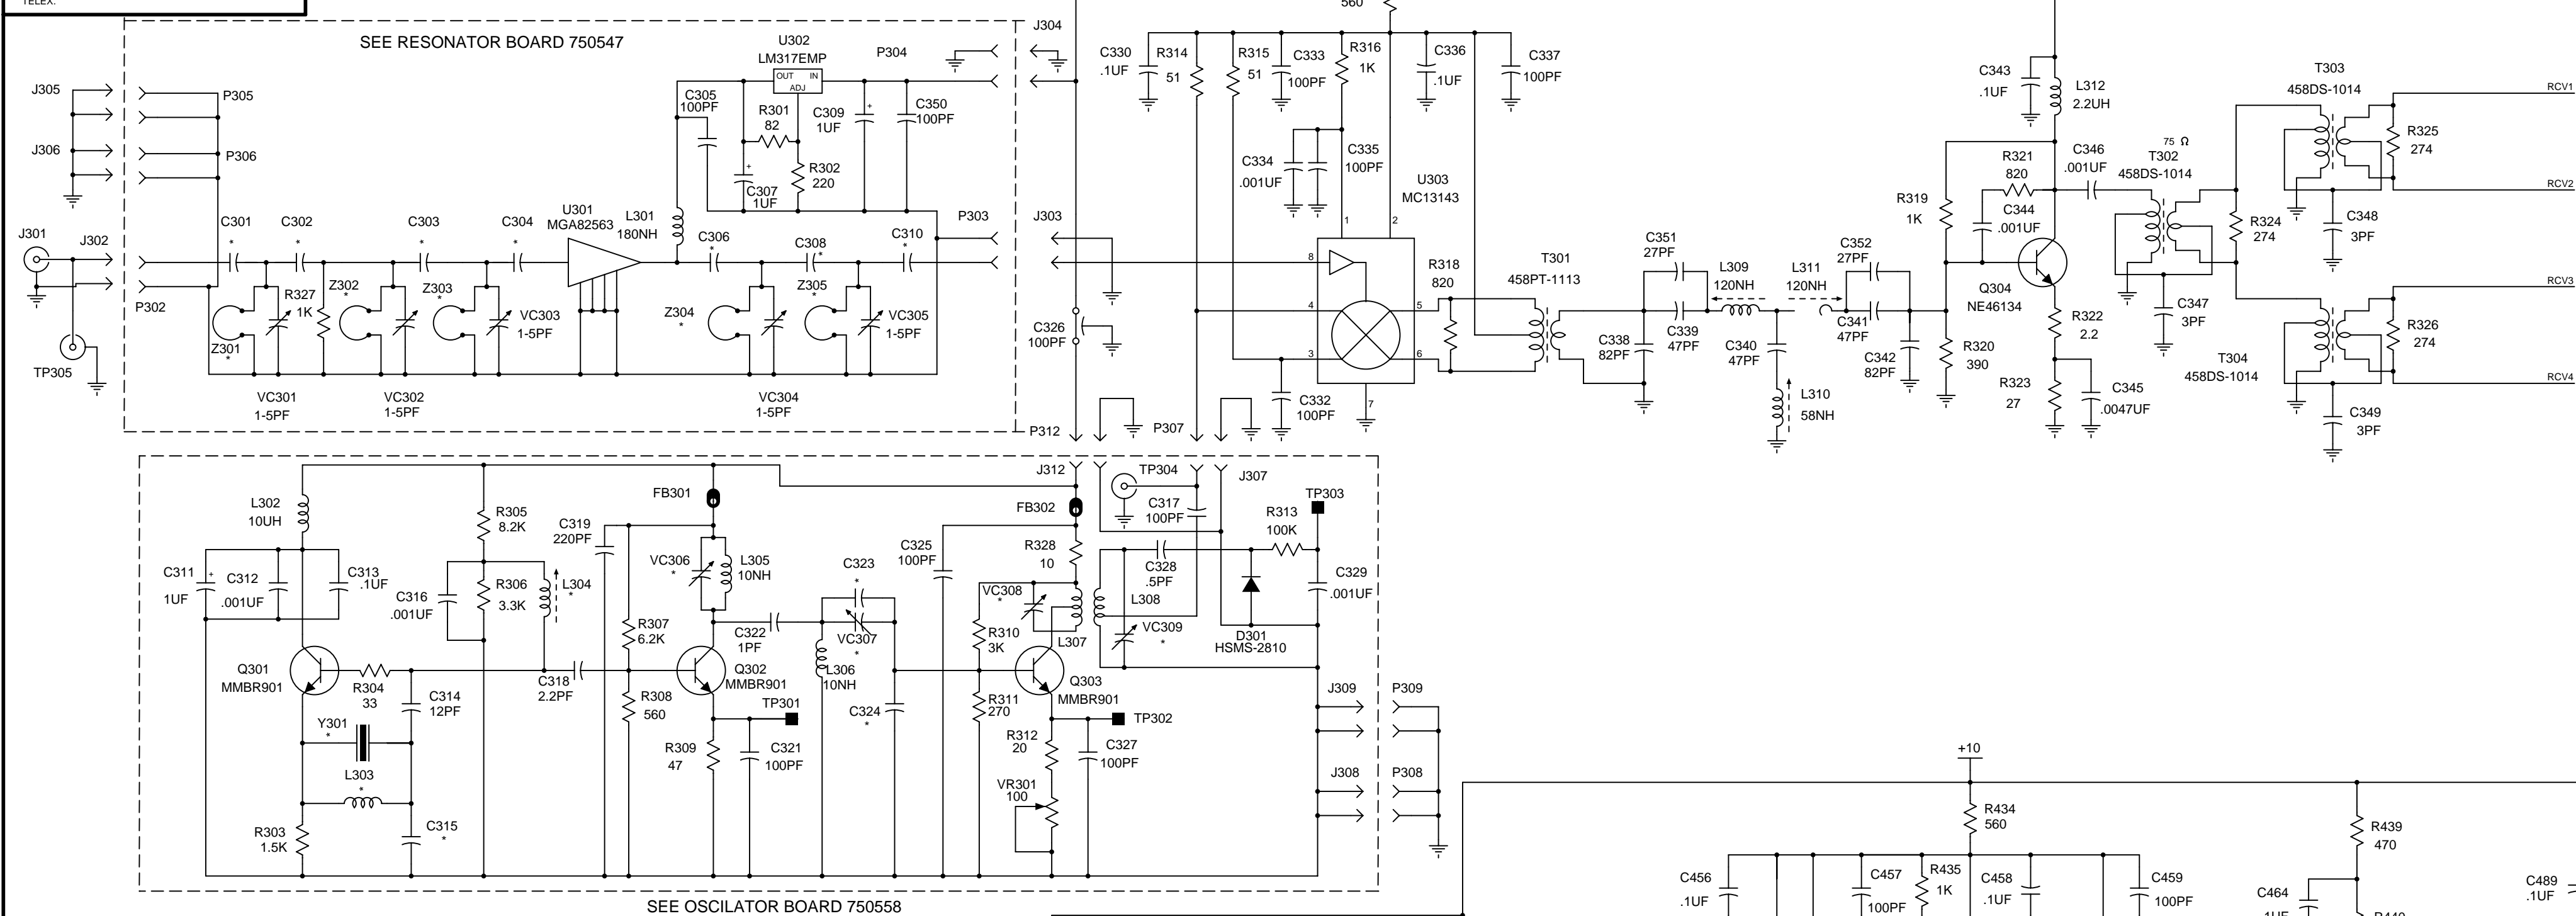 TELEX.
SEE RESONATOR BOARD 750547
J305
J306
P305
P306
J301
J302
P302
TP305
C301
*
C302
*
C303
*
C304
*
U301
MGA82563
L301
180NH
C305
100PF
U302
LM317EMP
OUT IN
ADJ
R301
82
R302
220
C307
1UF
+
C309
1UF
+
C350
100PF
P304
J304
P303
J303
C306
*
C308
*
C310
*
Z301
*
R327
1K
Z302
*
Z303
*
VC303
1-5PF
Z304
*
Z305
*
VC305
1-5PF
VC301
1-5PF
VC302
1-5PF
VC304
1-5PF
C326
100PF
560
C330
.1UF
R314
51
R315
51
C333
100PF
R316
1K
C336
.1UF
C337
100PF
C334
.001UF
C335
100PF
U303
MC13143
1
2
8
4
5
3
6
7
C332
100PF
R318
820
T301
458PT-1113
C351
27PF
C338
82PF
C339
47PF
L309
120NH
C340
47PF
L310
58NH
L311
120NH
C352
27PF
C341
47PF
C342
82PF
R319
1K
R320
390
C343
.1UF
L312
2.2UH
R321
820
C344
.001UF
C346
.001UF
Q304
NE46134
R322
2.2
R323
27
C345
.0047UF
75 Ω
T302
458DS-1014
C347
3PF
R324
274
T303
458DS-1014
R325
274
C348
3PF
T304
458DS-1014
R326
274
C349
3PF
RCV1
RCV2
RCV3
RCV4
P312
P307
J312
J307
L302
10UH
C311
1UF
+
C312
.001UF
C313
.1UF
R305
8.2K
R306
3.3K
C316
.001UF
L304
*
C319
220PF
FB301
VC306
*
L305
10NH
C323
*
C325
100PF
FB302
R328
10
TP304
C317
100PF
R313
100K
TP303
C328
.5PF
C329
.001UF
VC308
*
L308
VC309
*
L307
D301
HSMS-2810
Q301
MMBR901
R304
33
C314
12PF
C318
2.2PF
R307
6.2K
R308
560
C322
1PF
Q302
MMBR901
TP301
VC307
*
L306
10NH
C324
*
R310
3K
R311
270
Q303
MMBR901
TP302
Y301
*
L303
*
R303
1.5K
C315
*
R309
47
C321
100PF
R312
20
VR301
100
C327
100PF
J309
P309
J308
P308
SEE OSCILATOR BOARD 750558
+10
R434
560
R439
470
C456
.1UF
C457
100PF
R435
1K
C458
.1UF
C459
100PF
C464
C489
.1UF